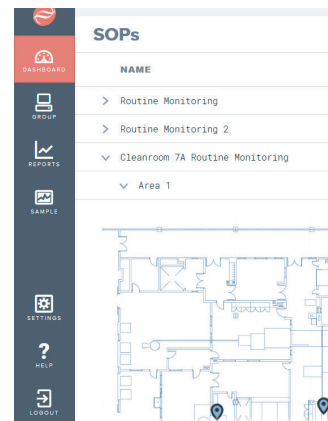 SOPs
DASHBOARD
NAME
GROUP
Routine Monitoring
Routine Monitoring 2
REPORTS
Cleanroom 7A Routine Monitoring
Area 1
SAMPLE
SETTINGS
?
HELP
LOGOUT